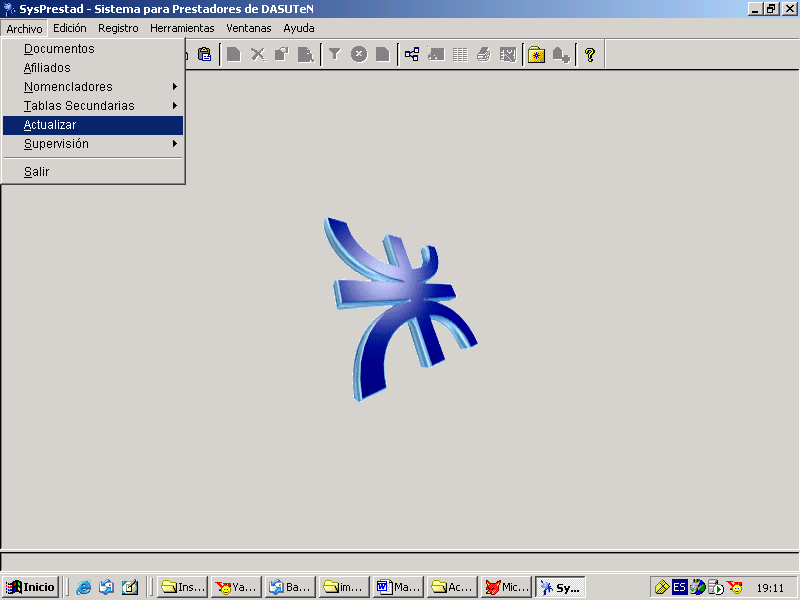 SysPrestad - Sistema para Prestadores de DASUTeN
Archivo Edición Registro Herramientas Ventanas Ayuda
Documentos
Afiliados
Nomencladores
Tablas Secundarias
Actualizar
Supervisión
Salir
Inicio Ins... Ya... Ba... im... Ma... Ac... Mic... Sy... ES 19:11